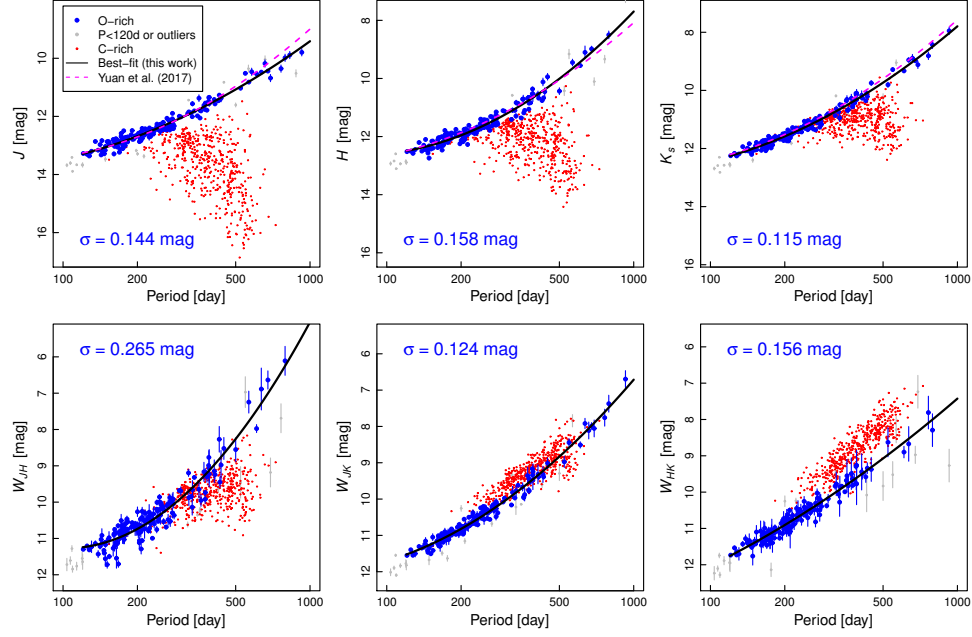 O-rich
P<120d or outliers
C-rich
Best-fit (this work)
Yuan et al. (2017)
10
12
14
16
J [mag]
σ = 0.144 mag
100
200
500
1000
Period [day]
8
10
12
14
16
H [mag]
σ = 0.158 mag
100
200
500
1000
Period [day]
8
10
12
14
16
Ks [mag]
σ = 0.115 mag
100
200
500
1000
Period [day]
6
7
8
9
10
11
12
WJH [mag]
σ = 0.265 mag
100
200
500
1000
Period [day]
6
7
8
9
10
11
12
WJK [mag]
σ = 0.124 mag
100
200
500
1000
Period [day]
6
7
8
9
10
11
12
WHK [mag]
σ = 0.156 mag
100
200
500
1000
Period [day]